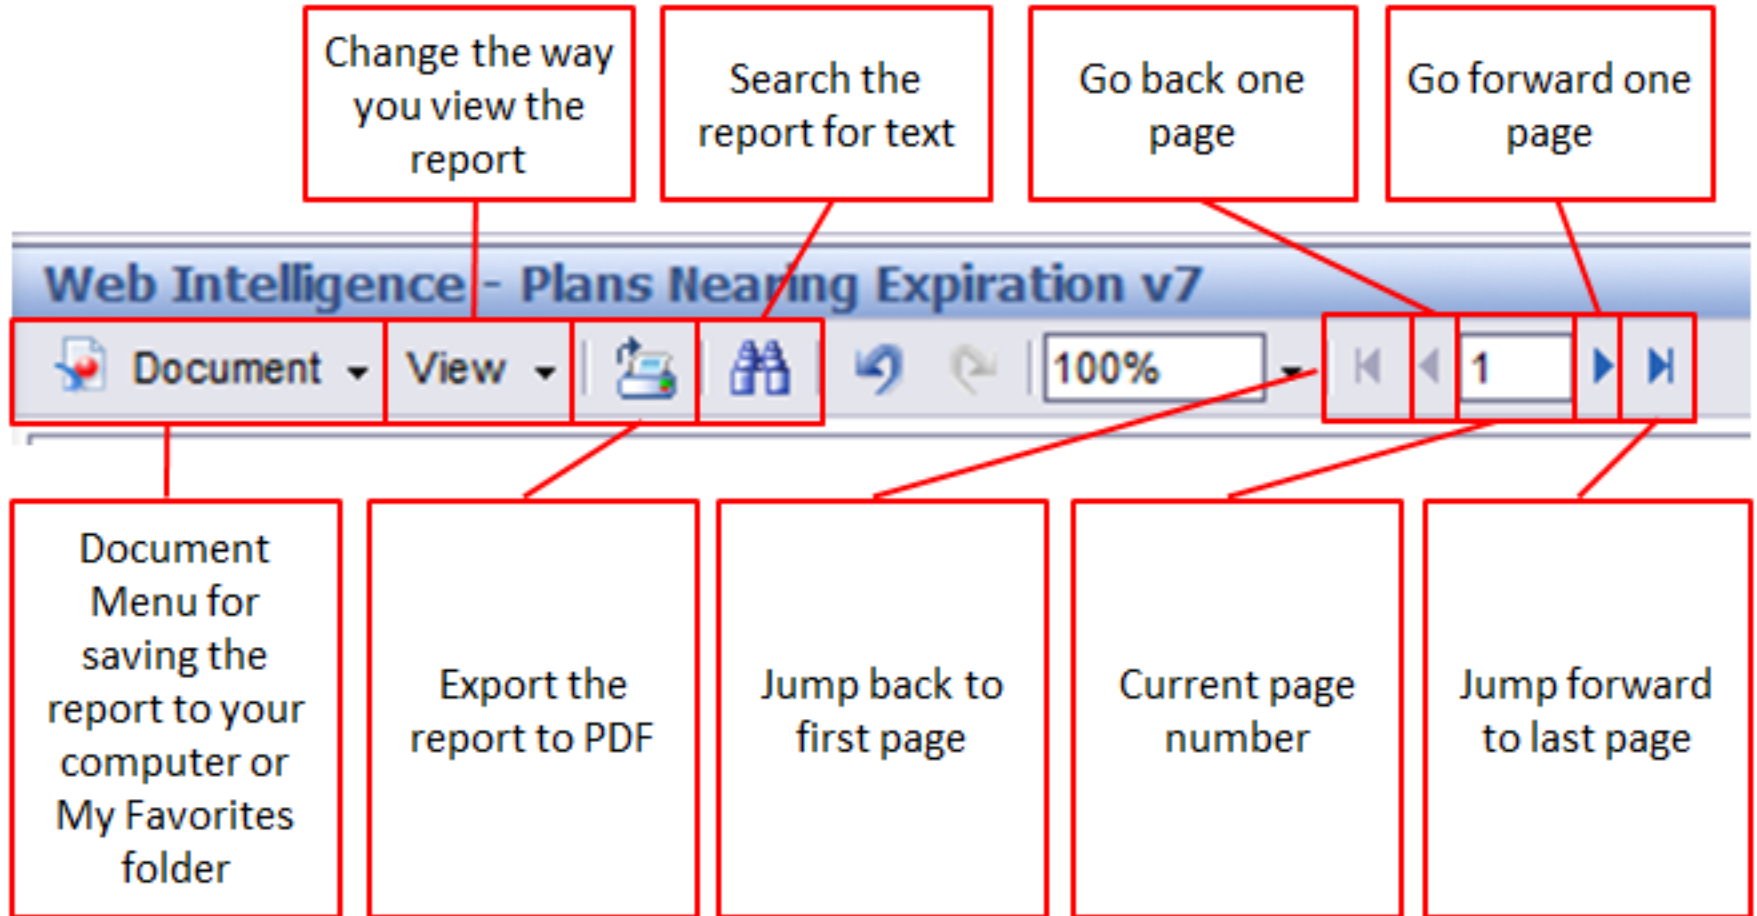 Change the way
you view the
report
Search the
report for text
Go back one
page
Go forward one
page
Web Intelligence - Plans Nearing Expiration v7
Document View 100% 1
Document
Menu for
saving the
report to your
computer or
My Favorites
folder
Export the
report to PDF
Jump back to
first page
Current page
number
Jump forward
to last page